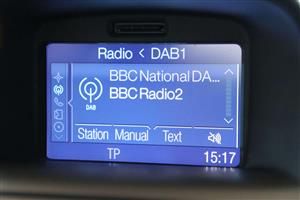 Radio < DAB1
BBC National DA...
BBC Radio2
DAB
Station Manual Text
TP 15:17